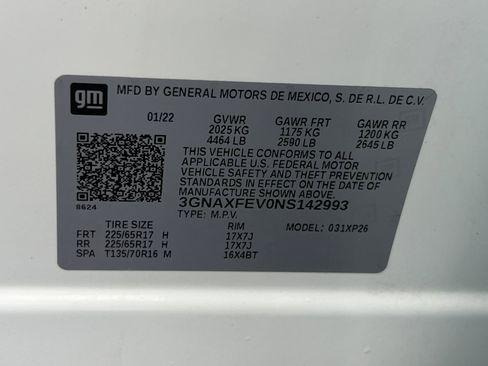 gm MFD BY GENERAL MOTORS DE MEXICO, S. DE R.L. DE C.V.
01/22 GVWR GAWR FRT GAWR RR
2025 KG 1175 KG 1200 KG
4464 LB 2590 LB 2645 LB
THIS VEHICLE CONFORMS TO ALL
APPLICABLE U.S. FEDERAL MOTOR
VEHICLE SAFETY AND THEFT PREVENTION
STANDARDS IN EFFECT ON THE DATE OF
MANUFACTURE SHOWN ABOVE.
3GNAXFEV0NS142993
8624 TYPE: M.P.V. MODEL: 031XP26
TIRE SIZE RIM
FRT 225/65R17 H 17X7J
RR 225/65R17 H 17X7J
SPA T135/70R16 M 16X4BT